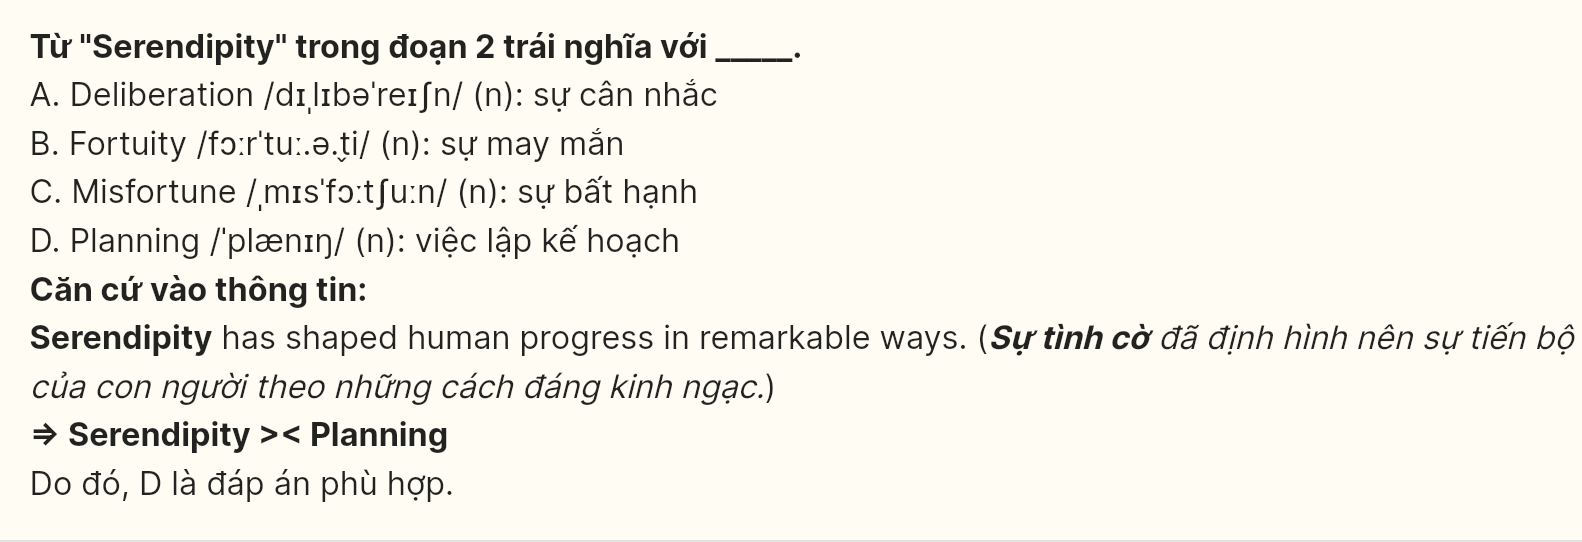 Từ "Serendipity" trong đoạn 2 trái nghĩa với _____.
A. Deliberation /dɪˌlɪbəˈreɪʃn/ (n): sự cân nhắc
B. Fortuity /fɔːrˈtuː.ə.t̬i/ (n): sự may mắn
C. Misfortune /ˌmɪsˈfɔːtʃuːn/ (n): sự bất hạnh
D. Planning /ˈplænɪŋ/ (n): việc lập kế hoạch
Căn cứ vào thông tin:
Serendipity has shaped human progress in remarkable ways. (Sự tình cờ đã định hình nên sự tiến bộ
của con người theo những cách đáng kinh ngạc.)
⇒ Serendipity >< Planning
Do đó, D là đáp án phù hợp.